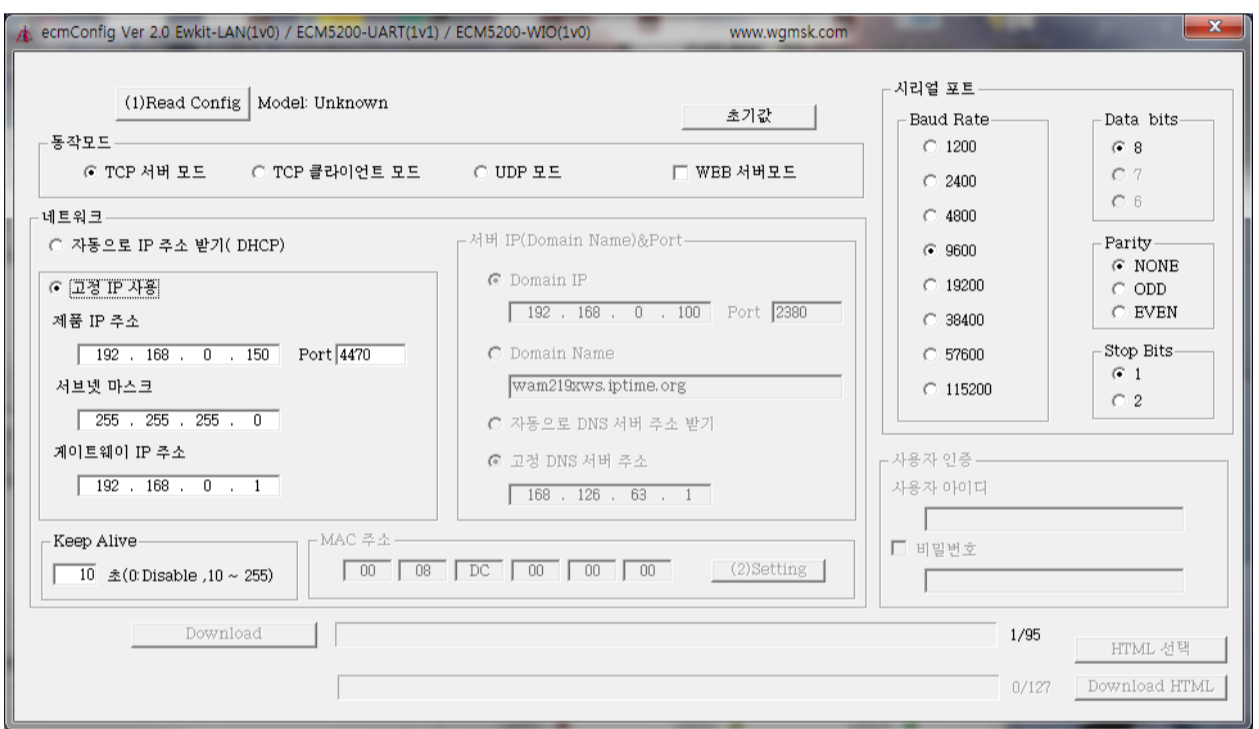 ecmConfig Ver 2.0 Ewkit-LAN(1v0) / ECM5200-UART(1v1) / ECM5200-WIO(1v0) www.wgmsk.com
(1)Read Config Model: Unknown
초기값
동작모드
TCP 서버 모드 TCP 클라이언트 모드 UDP 모드 WEB 서버모드
네트워크
자동으로 IP 주소 받기( DHCP)
고정 IP 사용
제품 IP 주소
192 . 168 . 0 . 150 Port 4470
서브넷 마스크
255 . 255 . 255 . 0
게이트웨이 IP 주소
192 . 168 . 0 . 1
서버 IP(Domain Name)&Port
Domain IP
192 . 168 . 0 . 100 Port 2380
Domain Name
wam219xws.iptime.org
자동으로 DNS 서버 주소 받기
고정 DNS 서버 주소
168 . 126 . 63 . 1
Keep Alive
10 초(0:Disable ,10 ~ 255)
MAC 주소
00 08 DC 00 00 00 (2)Setting
시리얼 포트
Baud Rate
1200
2400
4800
9600
19200
38400
57600
115200
Data bits
8
7
6
Parity
NONE
ODD
EVEN
Stop Bits
1
2
사용자 인증
사용자 아이디
비밀번호
Download 1/95
HTML 선택
0/127 Download HTML